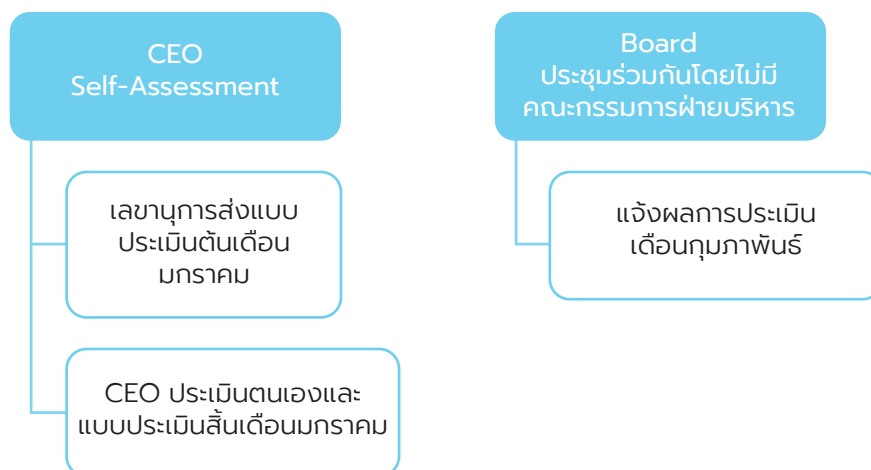 CEO
Self-Assessment
เลขานุการส่งแบบ
ประเมินต้นเดือน
มกราคม
CEO ประเมินตนเองและ
แบบประเมินสิ้นเดือนมกราคม
Board
ประชุมร่วมกันโดยไม่มี
คณะกรรมการฝ่ายบริหาร
แจ้งผลการประเมิน
เดือนกุมภาพันธ์